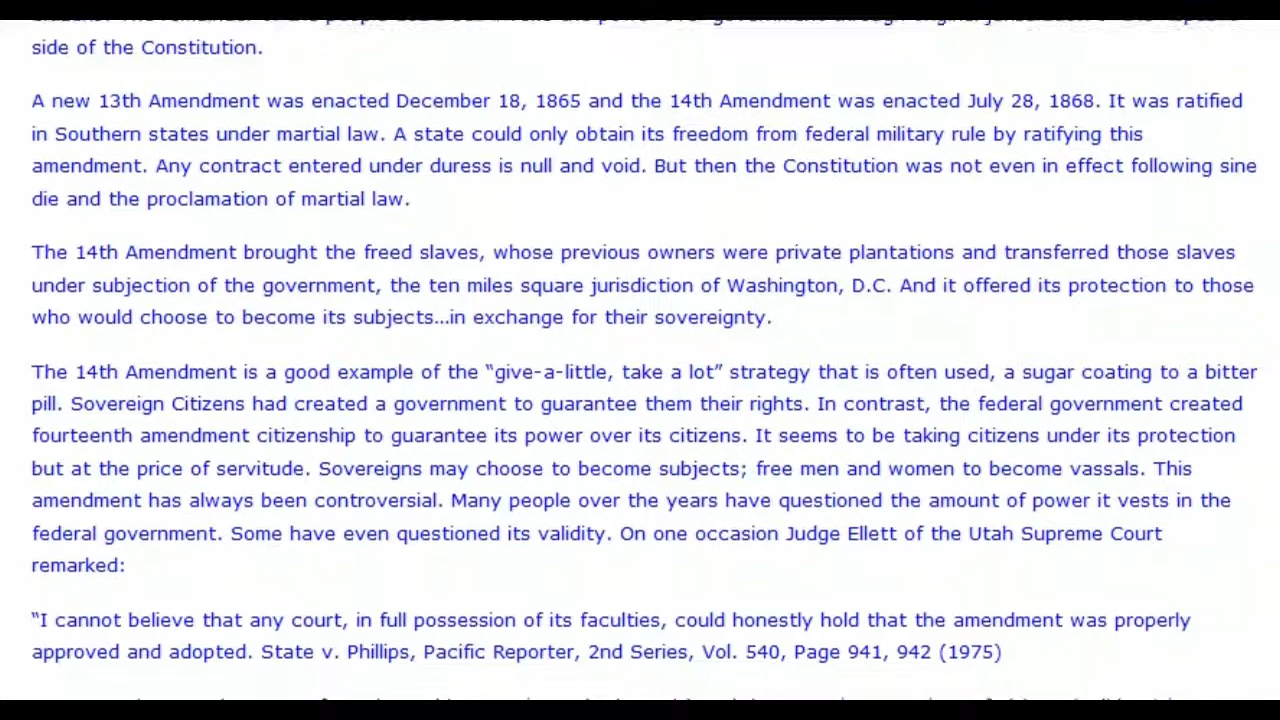 side of the Constitution.
A new 13th Amendment was enacted December 18, 1865 and the 14th Amendment was enacted July 28, 1868. It was ratified
in Southern states under martial law. A state could only obtain its freedom from federal military rule by ratifying this
amendment. Any contract entered under duress is null and void. But then the Constitution was not even in effect following sine
die and the proclamation of martial law.
The 14th Amendment brought the freed slaves, whose previous owners were private plantations and transferred those slaves
under subjection of the government, the ten miles square jurisdiction of Washington, D.C. And it offered its protection to those
who would choose to become its subjects…in exchange for their sovereignty.
The 14th Amendment is a good example of the “give-a-little, take a lot” strategy that is often used, a sugar coating to a bitter
pill. Sovereign Citizens had created a government to guarantee them their rights. In contrast, the federal government created
fourteenth amendment citizenship to guarantee its power over its citizens. It seems to be taking citizens under its protection
but at the price of servitude. Sovereigns may choose to become subjects; free men and women to become vassals. This
amendment has always been controversial. Many people over the years have questioned the amount of power it vests in the
federal government. Some have even questioned its validity. On one occasion Judge Ellett of the Utah Supreme Court
remarked:
“I cannot believe that any court, in full possession of its faculties, could honestly hold that the amendment was properly
approved and adopted. State v. Phillips, Pacific Reporter, 2nd Series, Vol. 540, Page 941, 942 (1975)